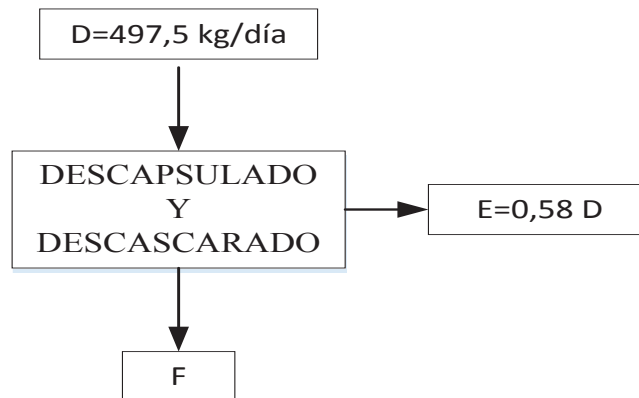 D=497,5 kg/día
DESCAPSULADO
Y
DESCASCARADO
E=0,58 D
F